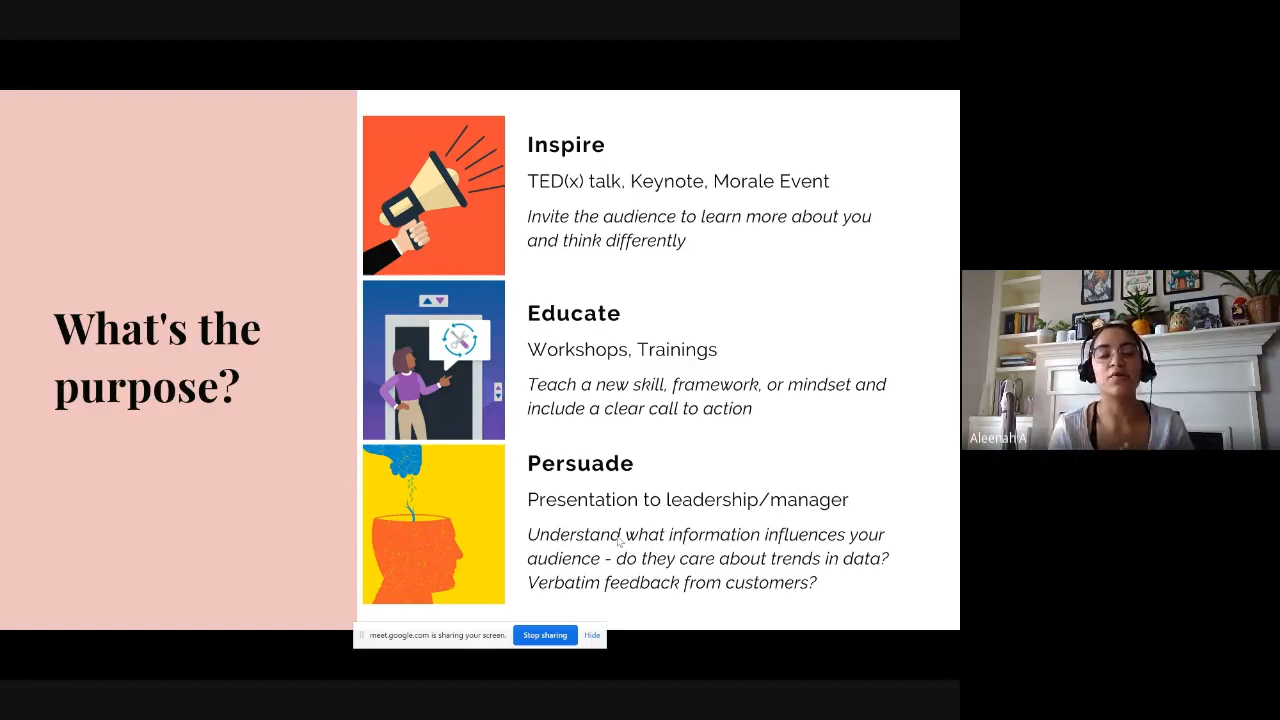 What's the
purpose?
Inspire
TED(x) talk, Keynote, Morale Event
Invite the audience to learn more about you
and think differently
Educate
Workshops, Trainings
Teach a new skill, framework, or mindset and
include a clear call to action
Persuade
Presentation to leadership/manager
Understand what information influences your
audience - do they care about trends in data?
Verbatim feedback from customers?
meet.google.com is sharing your screen.
Stop sharing
Hide
Aleenah A